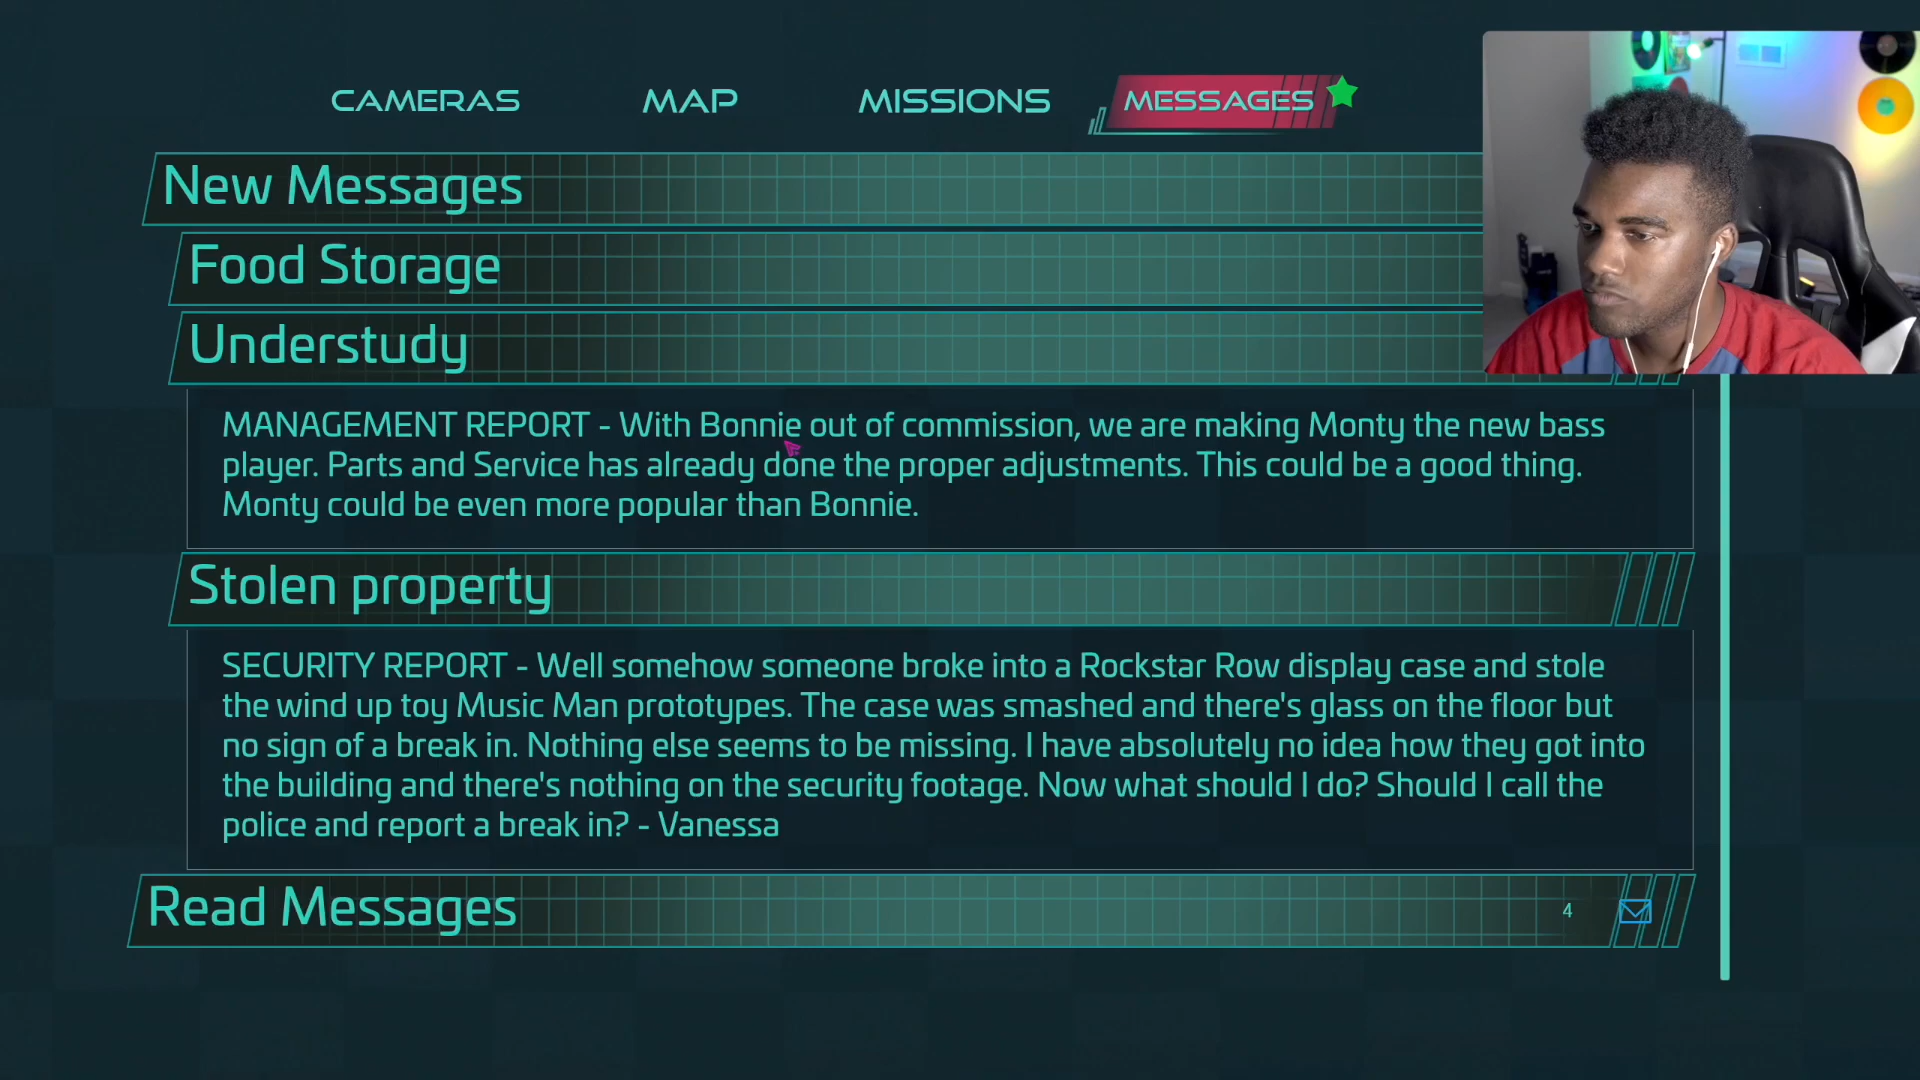 CAMERAS MAP MISSIONS MESSAGES
New Messages
Food Storage
Understudy
MANAGEMENT REPORT - With Bonnie out of commission, we are making Monty the new bass
player. Parts and Service has already done the proper adjustments. This could be a good thing.
Monty could be even more popular than Bonnie.
Stolen property
SECURITY REPORT - Well somehow someone broke into a Rockstar Row display case and stole
the wind up toy Music Man prototypes. The case was smashed and there's glass on the floor but
no sign of a break in. Nothing else seems to be missing. I have absolutely no idea how they got into
the building and there's nothing on the security footage. Now what should I do? Should I call the
police and report a break in? - Vanessa
Read Messages 4